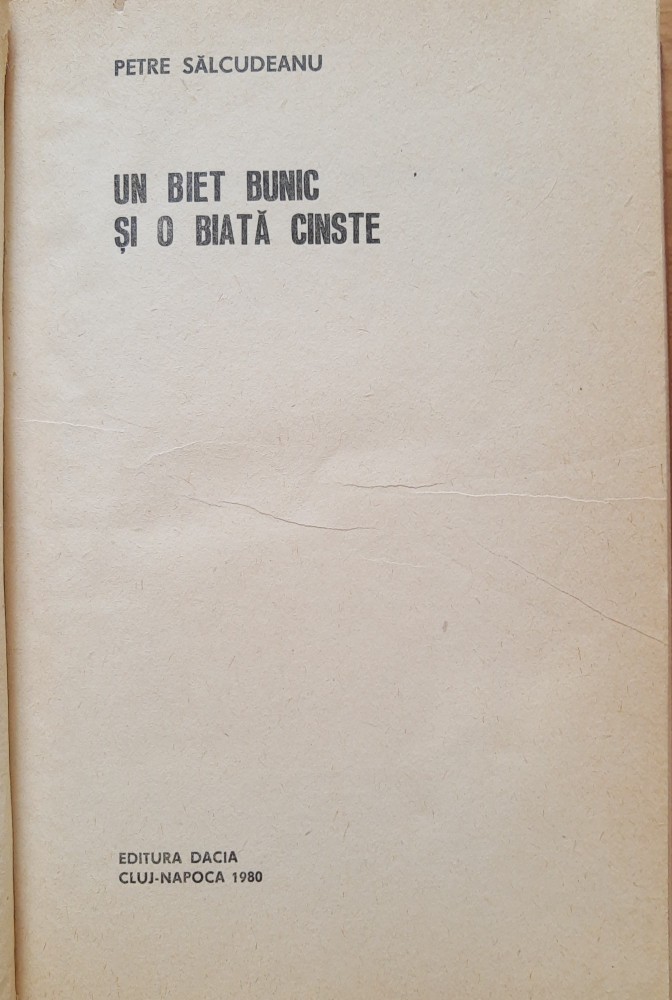 PETRE SĂLCUDEANU
UN BIET BUNIC
ȘI O BIATĂ CINSTE
EDITURA DACIA
CLUJ-NAPOCA 1980